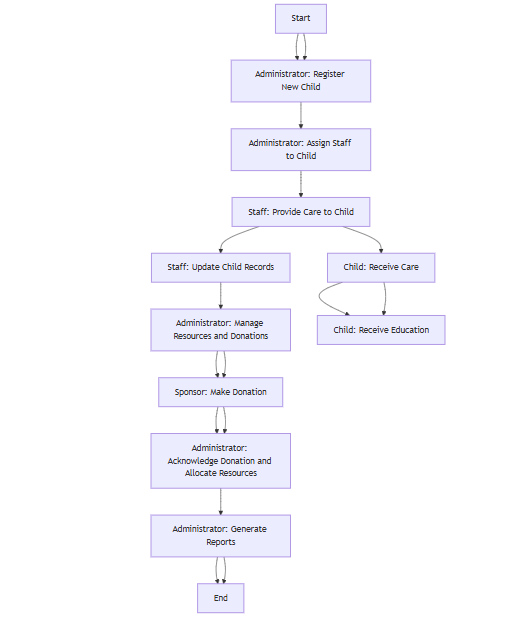 Start
Administrator: Register
New Child
Administrator: Assign Staff
to Child
Staff: Provide Care to Child
Staff: Update Child Records
Child: Receive Care
Administrator: Manage
Resources and Donations
Child: Receive Education
Sponsor: Make Donation
Administrator:
Acknowledge Donation and
Allocate Resources
Administrator: Generate
Reports
End